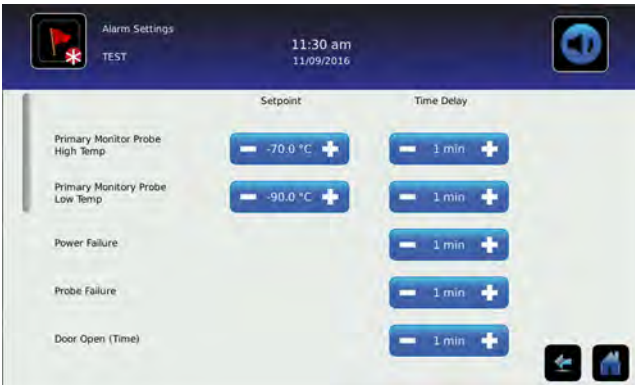 Alarm Settings
TEST
11:30 am
11/09/2016
Setpoint Time Delay
Primary Monitor Probe
High Temp
-70.0 °C 1 min
Primary Monitory Probe
Low Temp
-90.0 °C 1 min
Power Failure 1 min
Probe Failure 1 min
Door Open (Time) 1 min